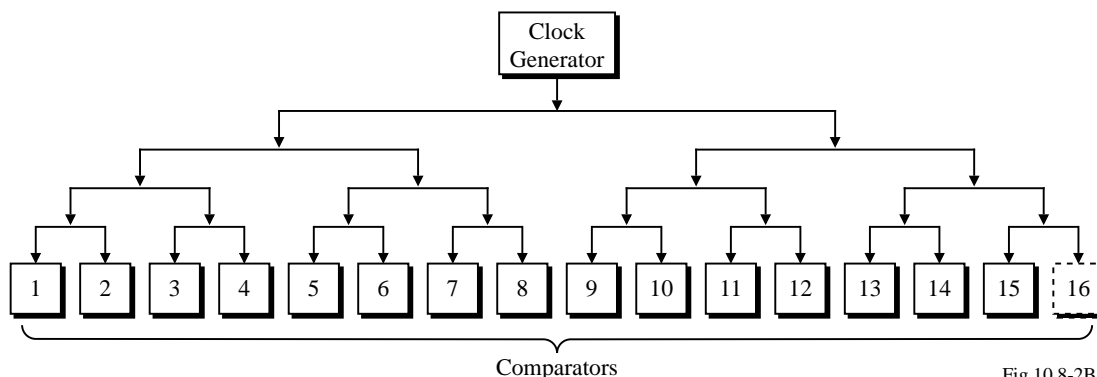 Clock
Generator
1 2 3 4 5 6 7 8 9 10 11 12 13 14 15 16
Comparators
Fig.10.8-2B